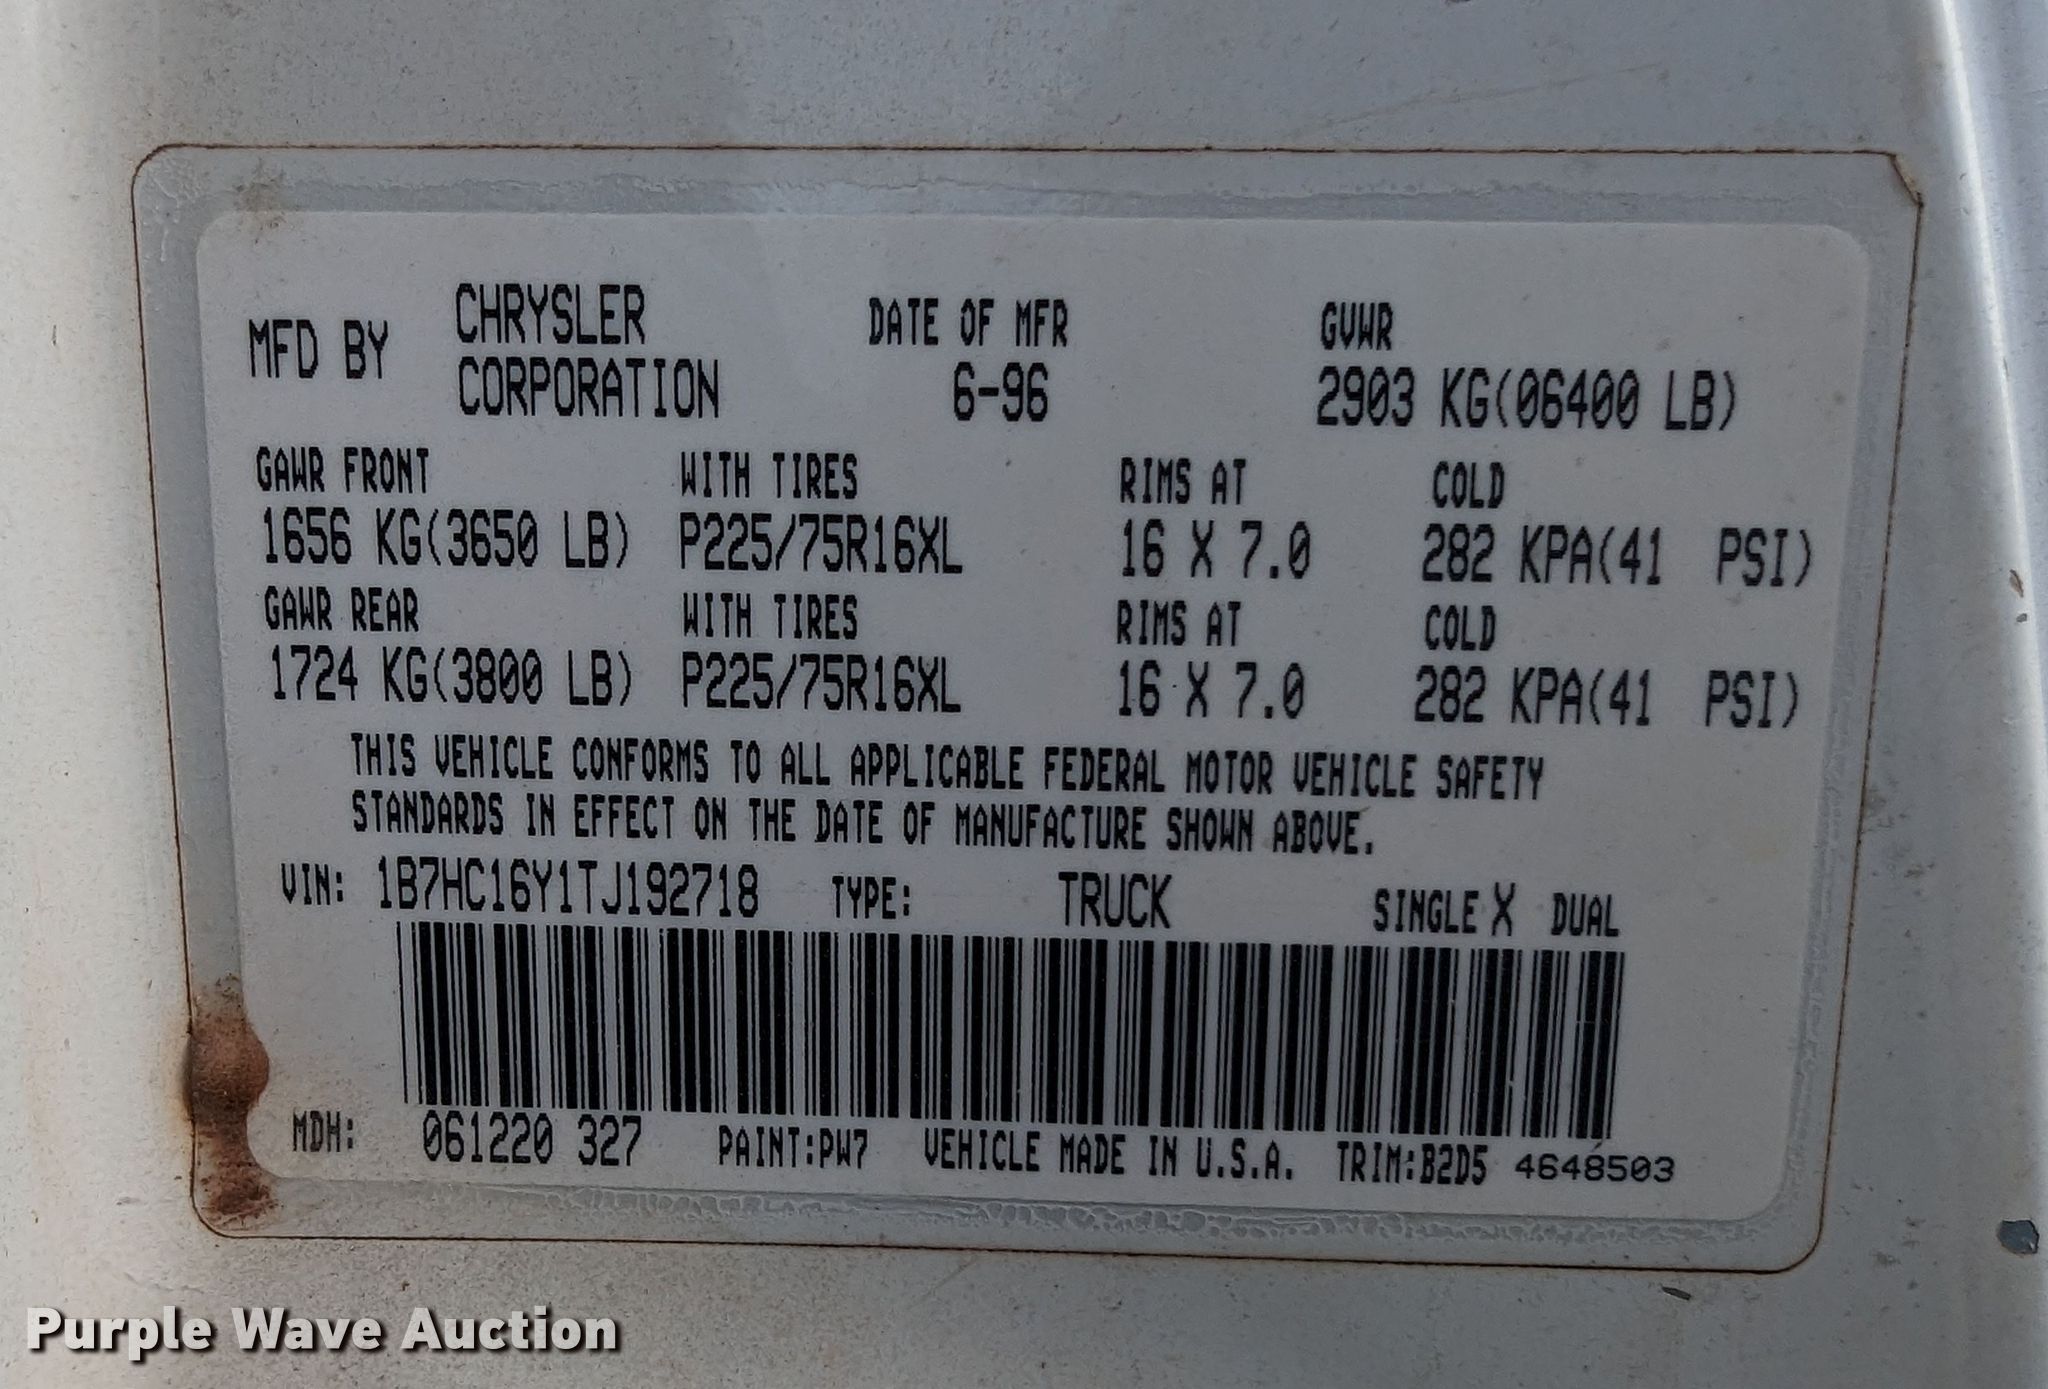 MFD BY CHRYSLER CORPORATION DATE OF MFR 6-96 GVWR 2903 KG(06400 LB)
GAWR FRONT WITH TIRES RIMS AT COLD
1656 KG(3650 LB) P225/75R16XL 16 X 7.0 282 KPA(41 PSI)
GAWR REAR WITH TIRES RIMS AT COLD
1724 KG(3800 LB) P225/75R16XL 16 X 7.0 282 KPA(41 PSI)
THIS VEHICLE CONFORMS TO ALL APPLICABLE FEDERAL MOTOR VEHICLE SAFETY
STANDARDS IN EFFECT ON THE DATE OF MANUFACTURE SHOWN ABOVE.
VIN: 1B7HC16Y1TJ192718 TYPE: TRUCK SINGLE X DUAL
MDH: 061220 327 PAINT:PW7 VEHICLE MADE IN U.S.A. TRIM:B2D5 4648503
Purple Wave Auction